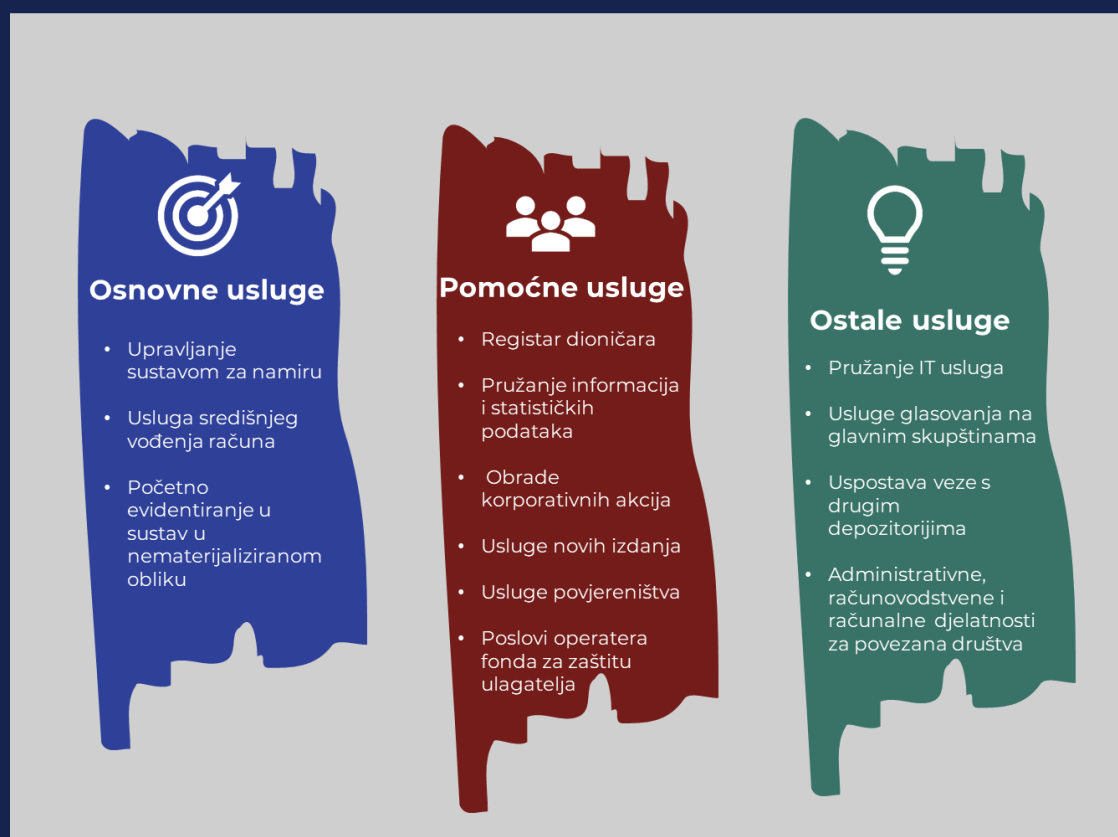 Osnovne usluge
• Upravljanje
sustavom za namiru
• Usluga središnjeg
vođenja računa
• Početno
evidentiranje u
sustav u
nematerijaliziranom
obliku
Pomoćne usluge
• Registar dioničara
• Pružanje informacija
i statističkih
podataka
• Obrade
korporativnih akcija
• Usluge novih izdanja
• Usluge povjereništva
• Poslovi operatera
fonda za zaštitu
ulagatelja
Ostale usluge
• Pružanje IT usluga
• Usluge glasovanja na
glavnim skupštinama
• Uspostava veze s
drugim
depozitorijima
• Administrativne,
računovodstvene i
računalne djelatnosti
za povezana društva